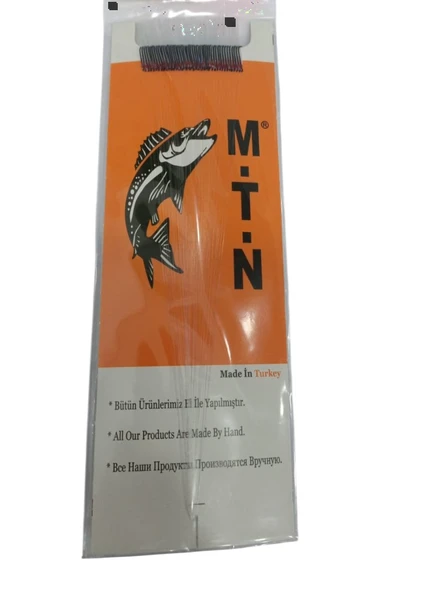 M®
·
T
·
N
Made İn Turkey
* Bütün Ürünlerimiz El İle Yapılmıştır.
* All Our Products Are Made By Hand.
* Все Наши Продукты Производятся Вручную.